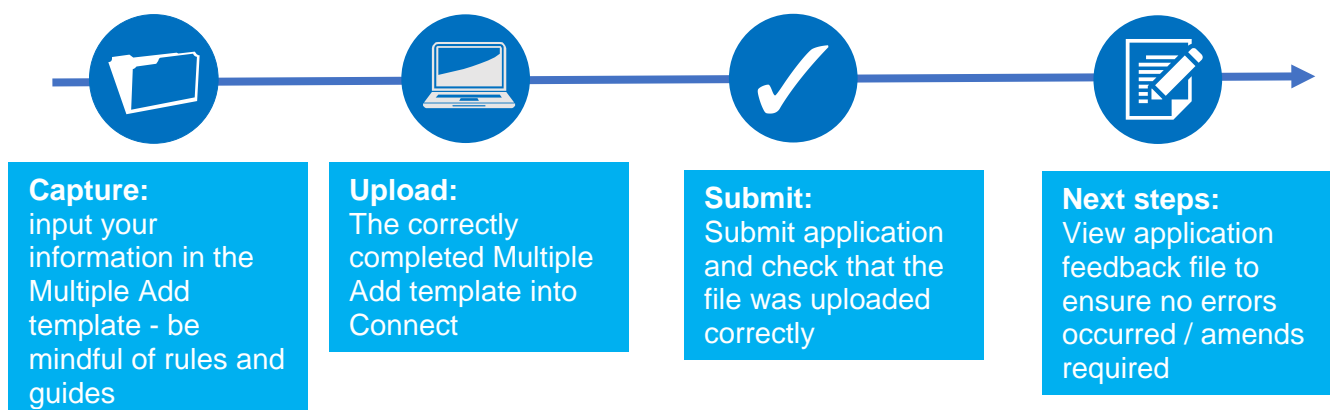 Capture:
input your
information in the
Multiple Add
template - be
mindful of rules and
guides
Upload:
The correctly
completed Multiple
Add template into
Connect
Submit:
Submit application
and check that the
file was uploaded
correctly
Next steps:
View application
feedback file to
ensure no errors
occurred / amends
required